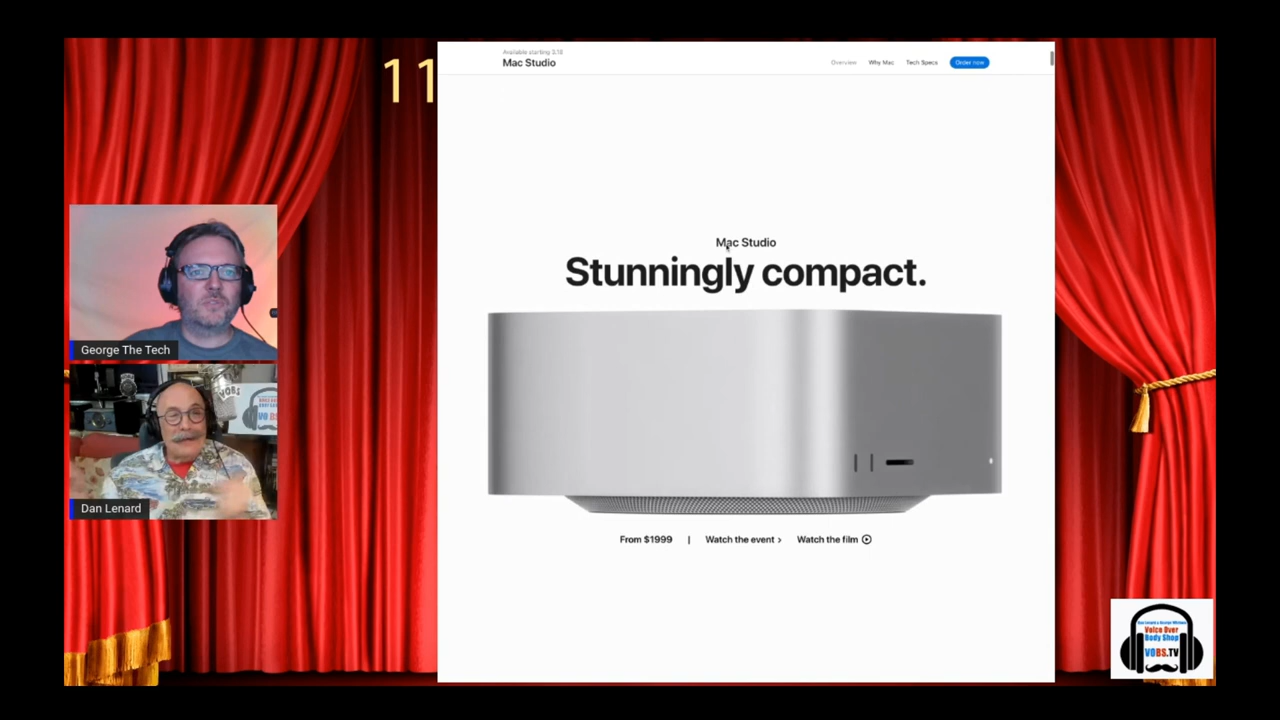 11
Available starting 3.18
Mac Studio
Overview
Why Mac
Tech Specs
Order now
Mac Studio
Stunningly compact.
From $1999 | Watch the event › Watch the film
George The Tech
VOBS
Dan Lenard
Voice Over
Body Shop
VOBS.TV